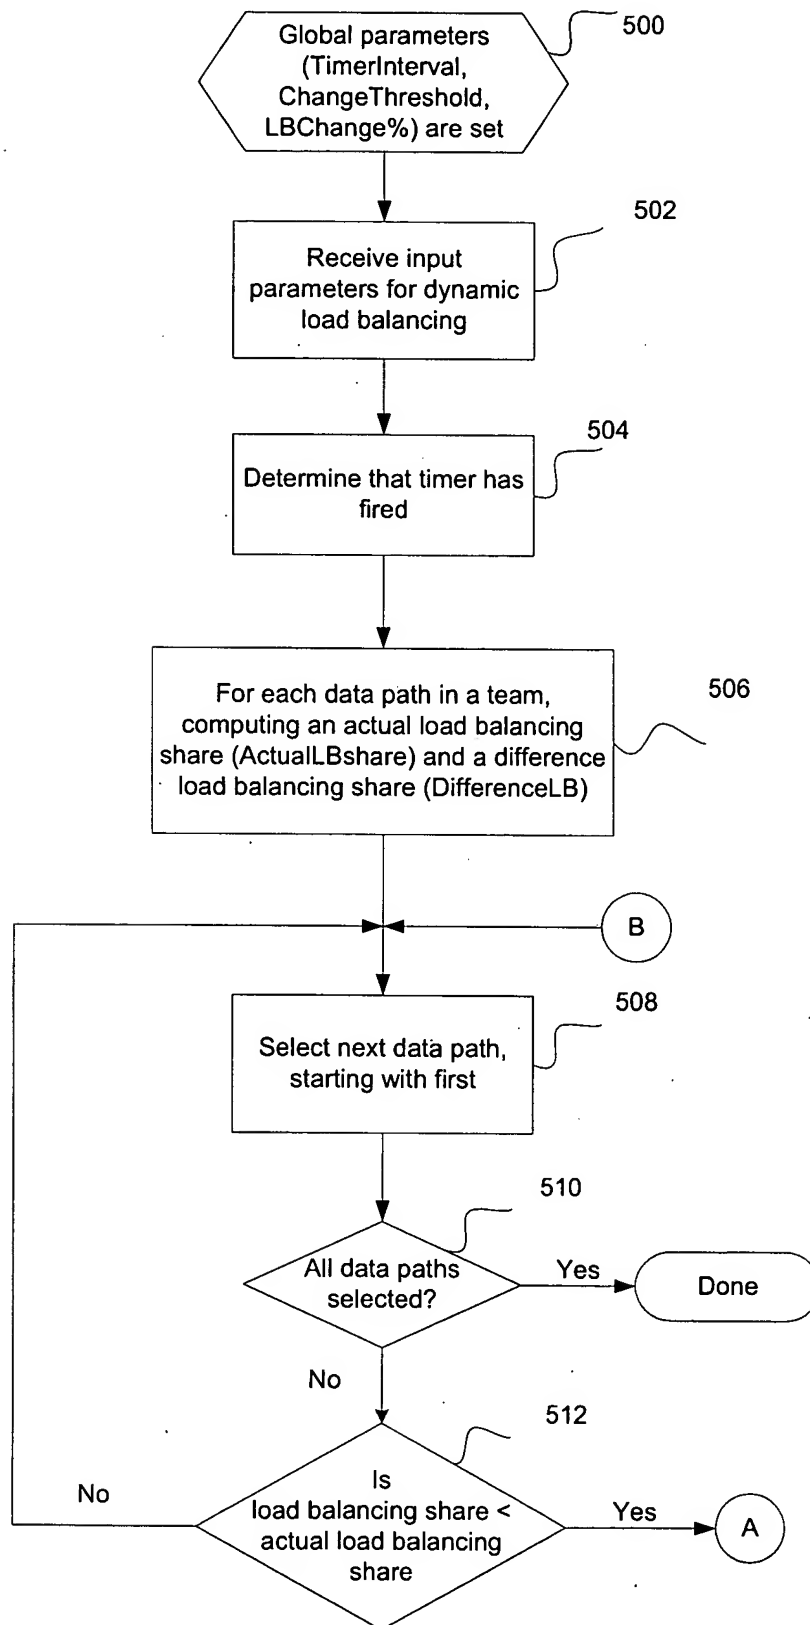 Global parameters
(TimerInterval,
ChangeThreshold,
LBChange%) are set
500
502
Receive input
parameters for dynamic
load balancing
504
Determine that timer has
fired
506
For each data path in a team,
computing an actual load balancing
share (ActualLBshare) and a difference
load balancing share (DifferenceLB)
B
508
Select next data path,
starting with first
510
All data paths
selected?
Yes
Done
No
512
Is
load balancing share <
actual load balancing
share
No
Yes
A